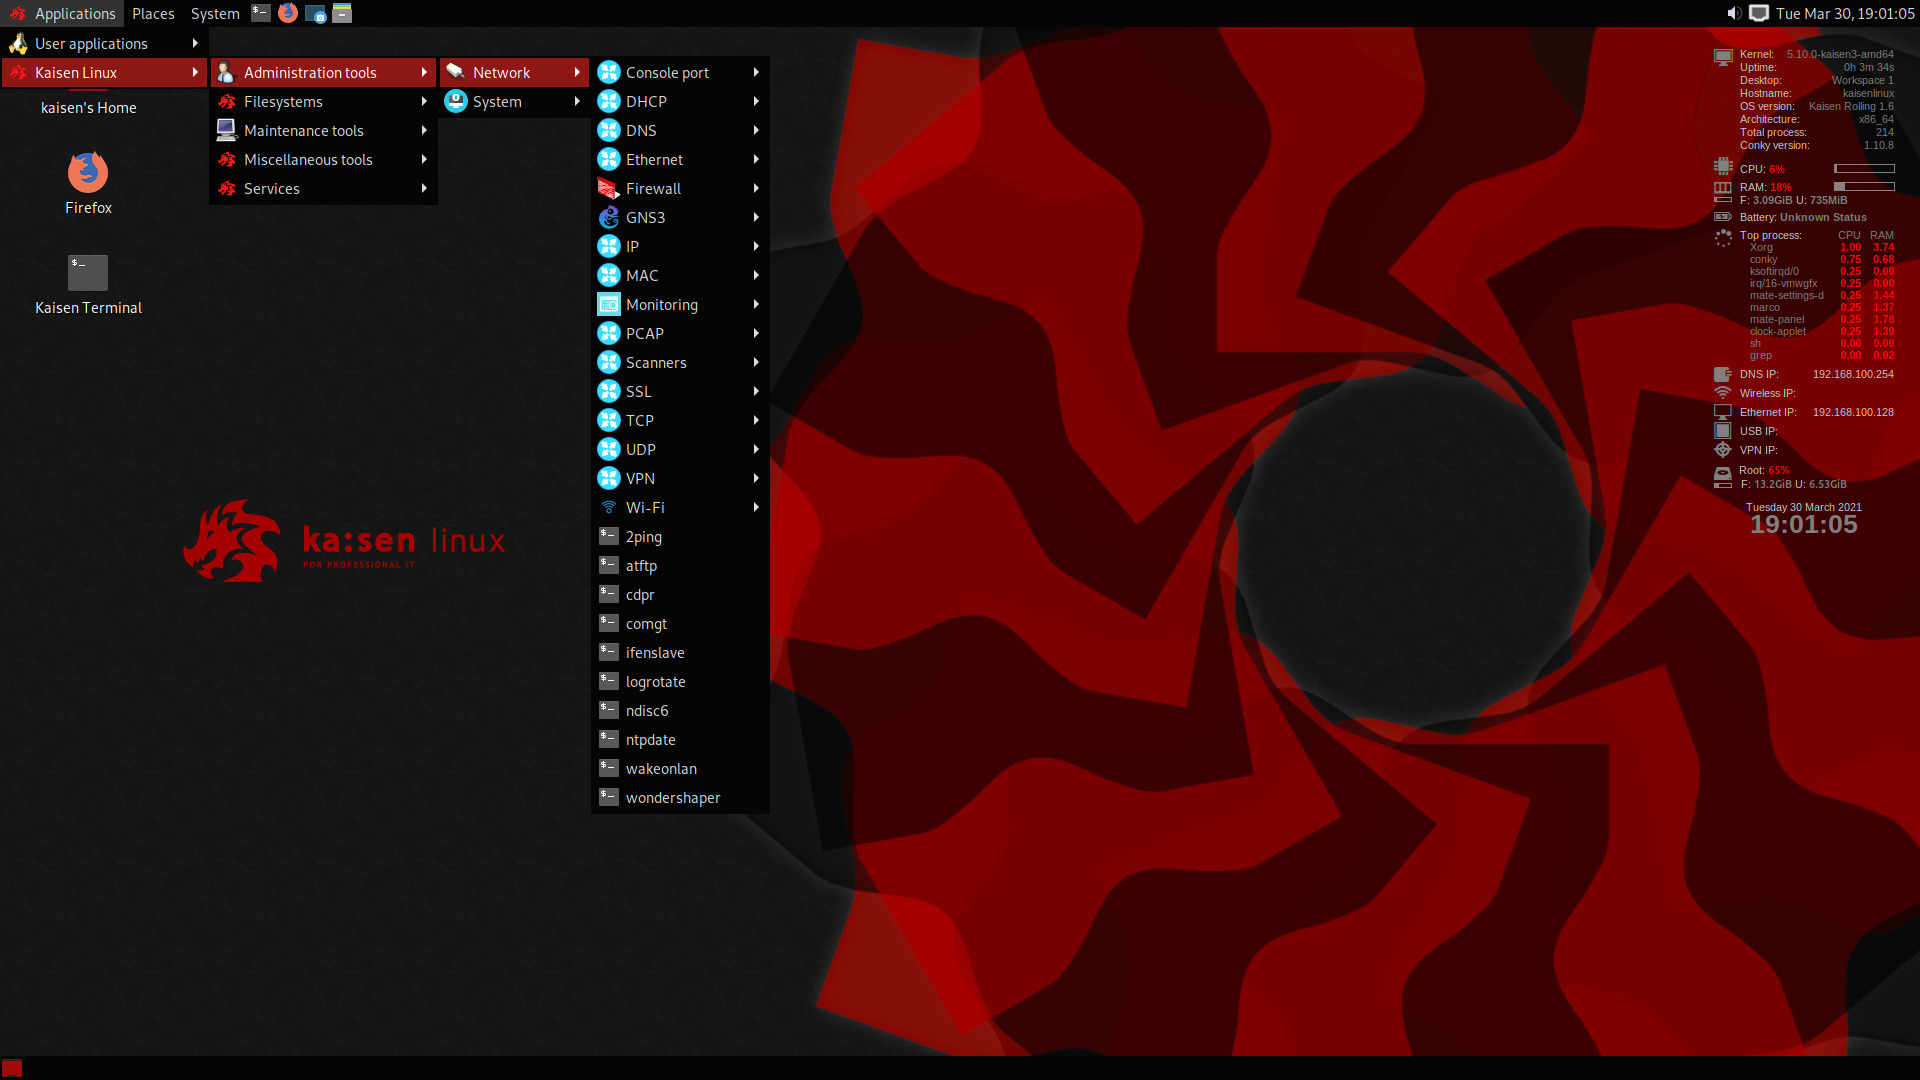 Applications Places System
Tue Mar 30, 19:01:05
User applications
Kaisen Linux
kaisen's Home
Firefox
$_
Kaisen Terminal
Administration tools
Filesystems
Maintenance tools
Miscellaneous tools
Services
Network
System
Console port
DHCP
DNS
Ethernet
Firewall
GNS3
IP
MAC
Monitoring
PCAP
Scanners
SSL
TCP
UDP
VPN
Wi-Fi
2ping
atftp
cdpr
comgt
ifenslave
logrotate
ndisc6
ntpdate
wakeonlan
wondershaper
ka:sen linux
FOR PROFESSIONAL IT
Kernel: 5.10.0-kaisen3-amd64
Uptime: 0h 3m 34s
Desktop: Workspace 1
Hostname: kaisenlinux
OS version: Kaisen Rolling 1.6
Architecture: x86_64
Total process: 214
Conky version: 1.10.8
CPU: 6%
RAM: 18%
F: 3.09GiB U: 735MiB
Battery: Unknown Status
Top process: CPU RAM
Xorg 1.00 3.74
conky 0.75 0.68
ksoftirqd/0 0.25 0.00
irq/16-vmwgfx 0.25 0.00
mate-settings-d 0.25 1.44
marco 0.25 1.37
mate-panel 0.25 1.76
clock-applet 0.25 1.39
sh 0.00 0.00
grep 0.00 0.02
DNS IP: 192.168.100.254
Wireless IP:
Ethernet IP: 192.168.100.128
USB IP:
VPN IP:
Root: 65%
F: 13.2GiB U: 6.53GiB
Tuesday 30 March 2021
19:01:05